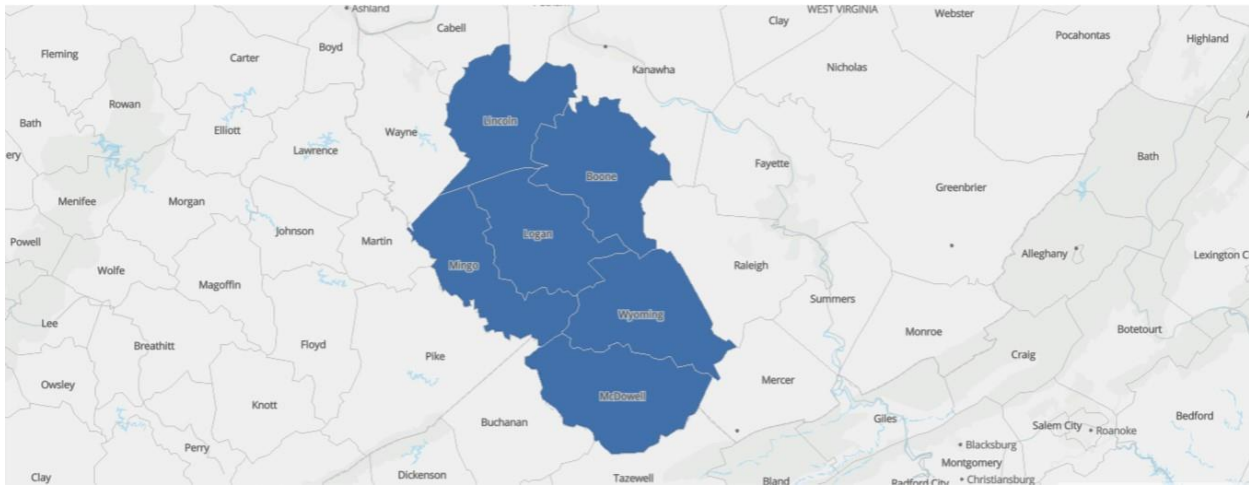 Ashland
WEST VIRGINIA
Webster
Cabell
Clay
Pocahontas
Highland
Fleming
Carter
Boyd
Kanawha
Nicholas
Rowan
Bath
Elliott
Wayne
Lincoln
ery
Lawrence
Bath
Fayette
Boone
Greenbrier
Menifee
Morgan
Johnson
Martin
Logan
Powell
Alleghany
Lexington C
Wolfe
Mingo
Raleigh
Magoffin
Summers
Wyoming
Lee
Monroe
Botetourt
Breathitt
Floyd
Pike
Craig
Owsley
Mercer
McDowell
Knott
Buchanan
Giles
Bedford
Salem City
Roanoke
Perry
Blacksburg
Clay
Dickenson
Tazewell
Bland
Montgomery
Radford City
Christiansburg